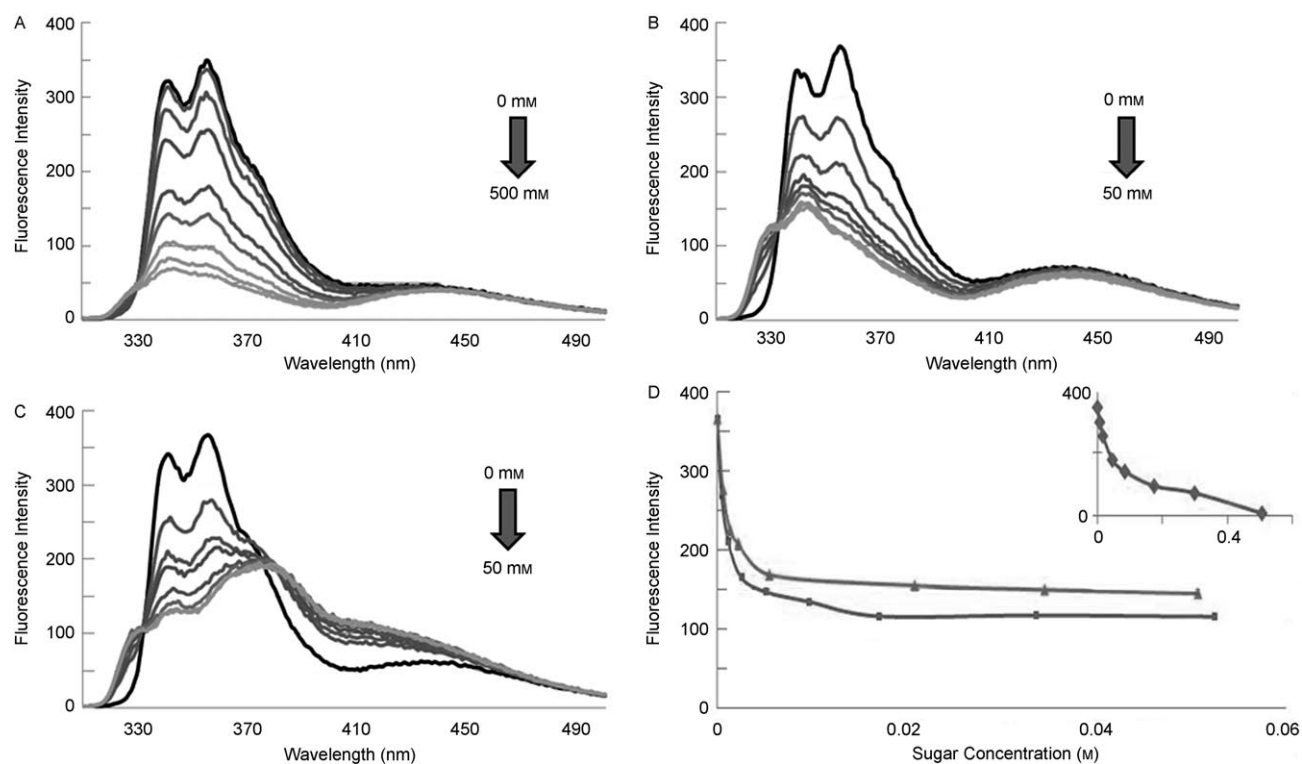 A
400
300
200
100
0
Fluorescence Intensity
0 mM
500 mM
330 370 410 450 490
Wavelength (nm)
B
400
300
200
100
0
Fluorescence Intensity
0 mM
50 mM
330 370 410 450 490
Wavelength (nm)
C
400
300
200
100
0
Fluorescence Intensity
0 mM
50 mM
330 370 410 450 490
Wavelength (nm)
D
400
300
200
100
0
Fluorescence Intensity
400
0
0 0.4
0 0.02 0.04 0.06
Sugar Concentration (M)